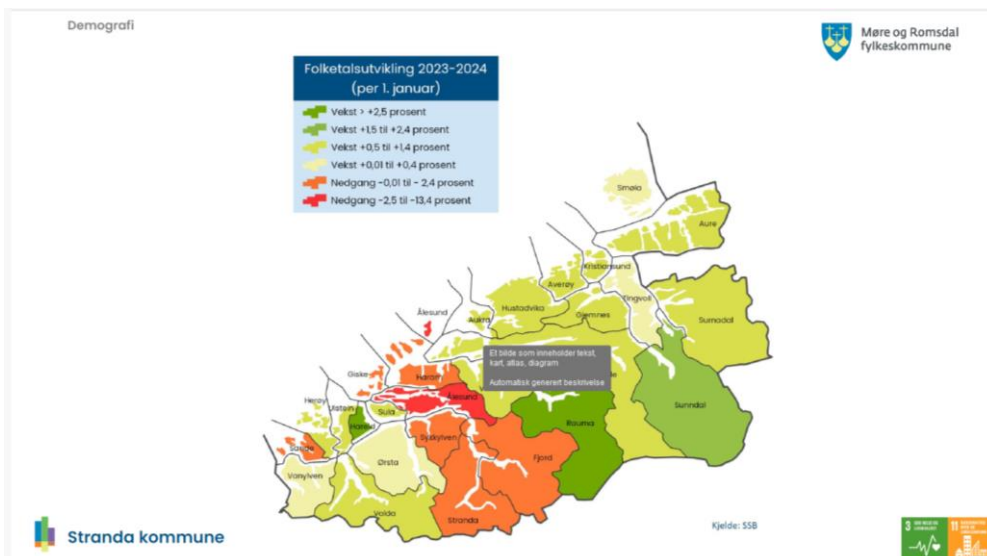 Demografi
Møre og Romsdal
fylkeskommune
Folketalsutvikling 2023-2024
(per 1. januar)
Vekst > +2,5 prosent
Vekst +1,5 til +2,4 prosent
Vekst +0,5 til +1,4 prosent
Vekst +0,01 til +0,4 prosent
Nedgang -0,01 til - 2,4 prosent
Nedgang -2,5 til -13,4 prosent
Smøla
Aure
Kristiansund
Averøy
Tingvoll
Hustadvika
Gjemnes
Surnadal
Ålesund
Aukra
Et bilde som inneholder tekst,
kart, atlas, diagram
Automatisk generert beskrivelse
Giske
Haram
Ålesund
Sunndal
Herøy
Ulstein
Sula
Hareid
Rauma
Sykkylven
Fjord
Ørsta
Vanylven
Volda
Stranda
Kjelde: SSB
Stranda kommune
3
11